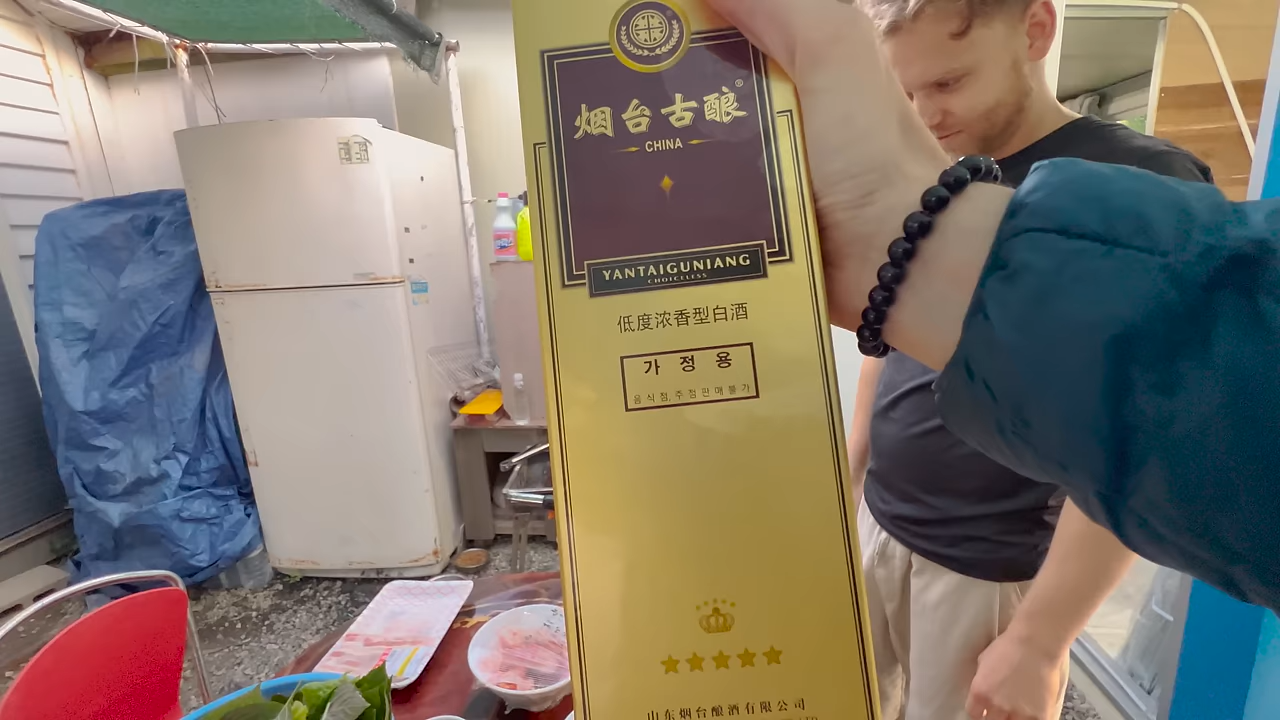 烟台古酿®
CHINA
YANTAIGUNIANG
CHOICELESS
低度浓香型白酒
가정용
음식점, 주점판매불가
山东烟台酿酒有限公司